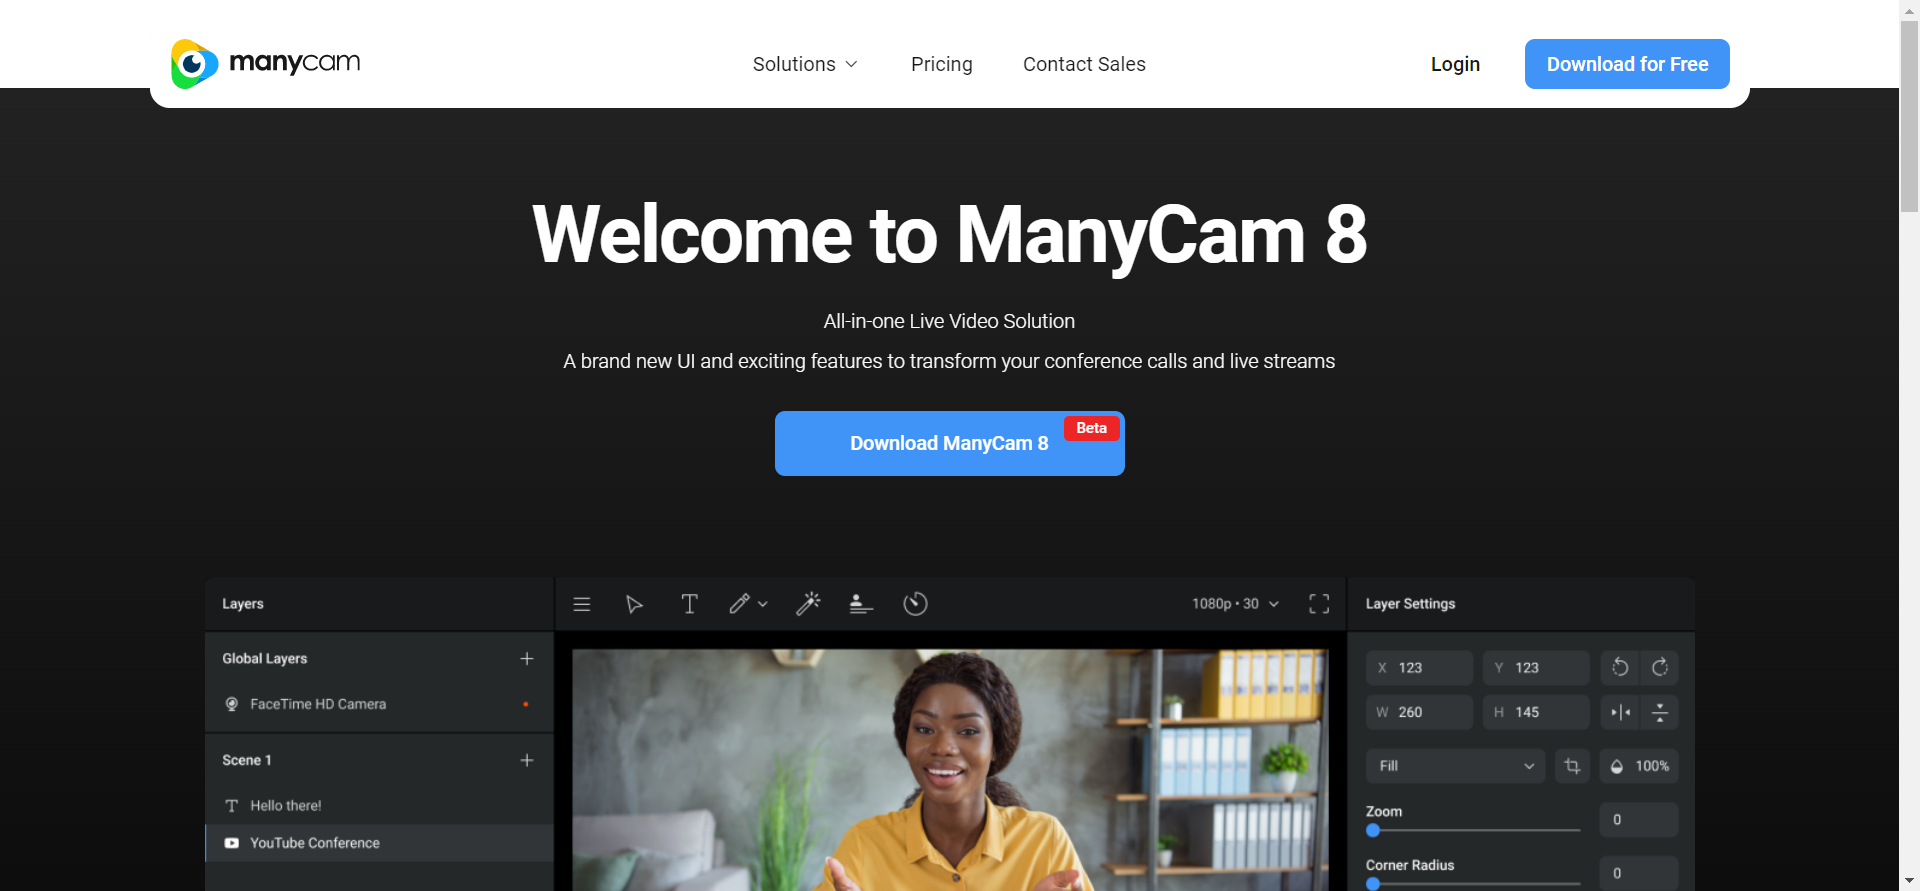 manycam
Solutions
Pricing
Contact Sales
Login
Download for Free
Welcome to ManyCam 8
All-in-one Live Video Solution
A brand new UI and exciting features to transform your conference calls and live streams
Download ManyCam 8
Beta
Layers
1080p • 30
Layer Settings
Global Layers
FaceTime HD Camera
Scene 1
Hello there!
YouTube Conference
X 123
Y 123
W 260
H 145
Fill
100%
Zoom
0
Corner Radius
0